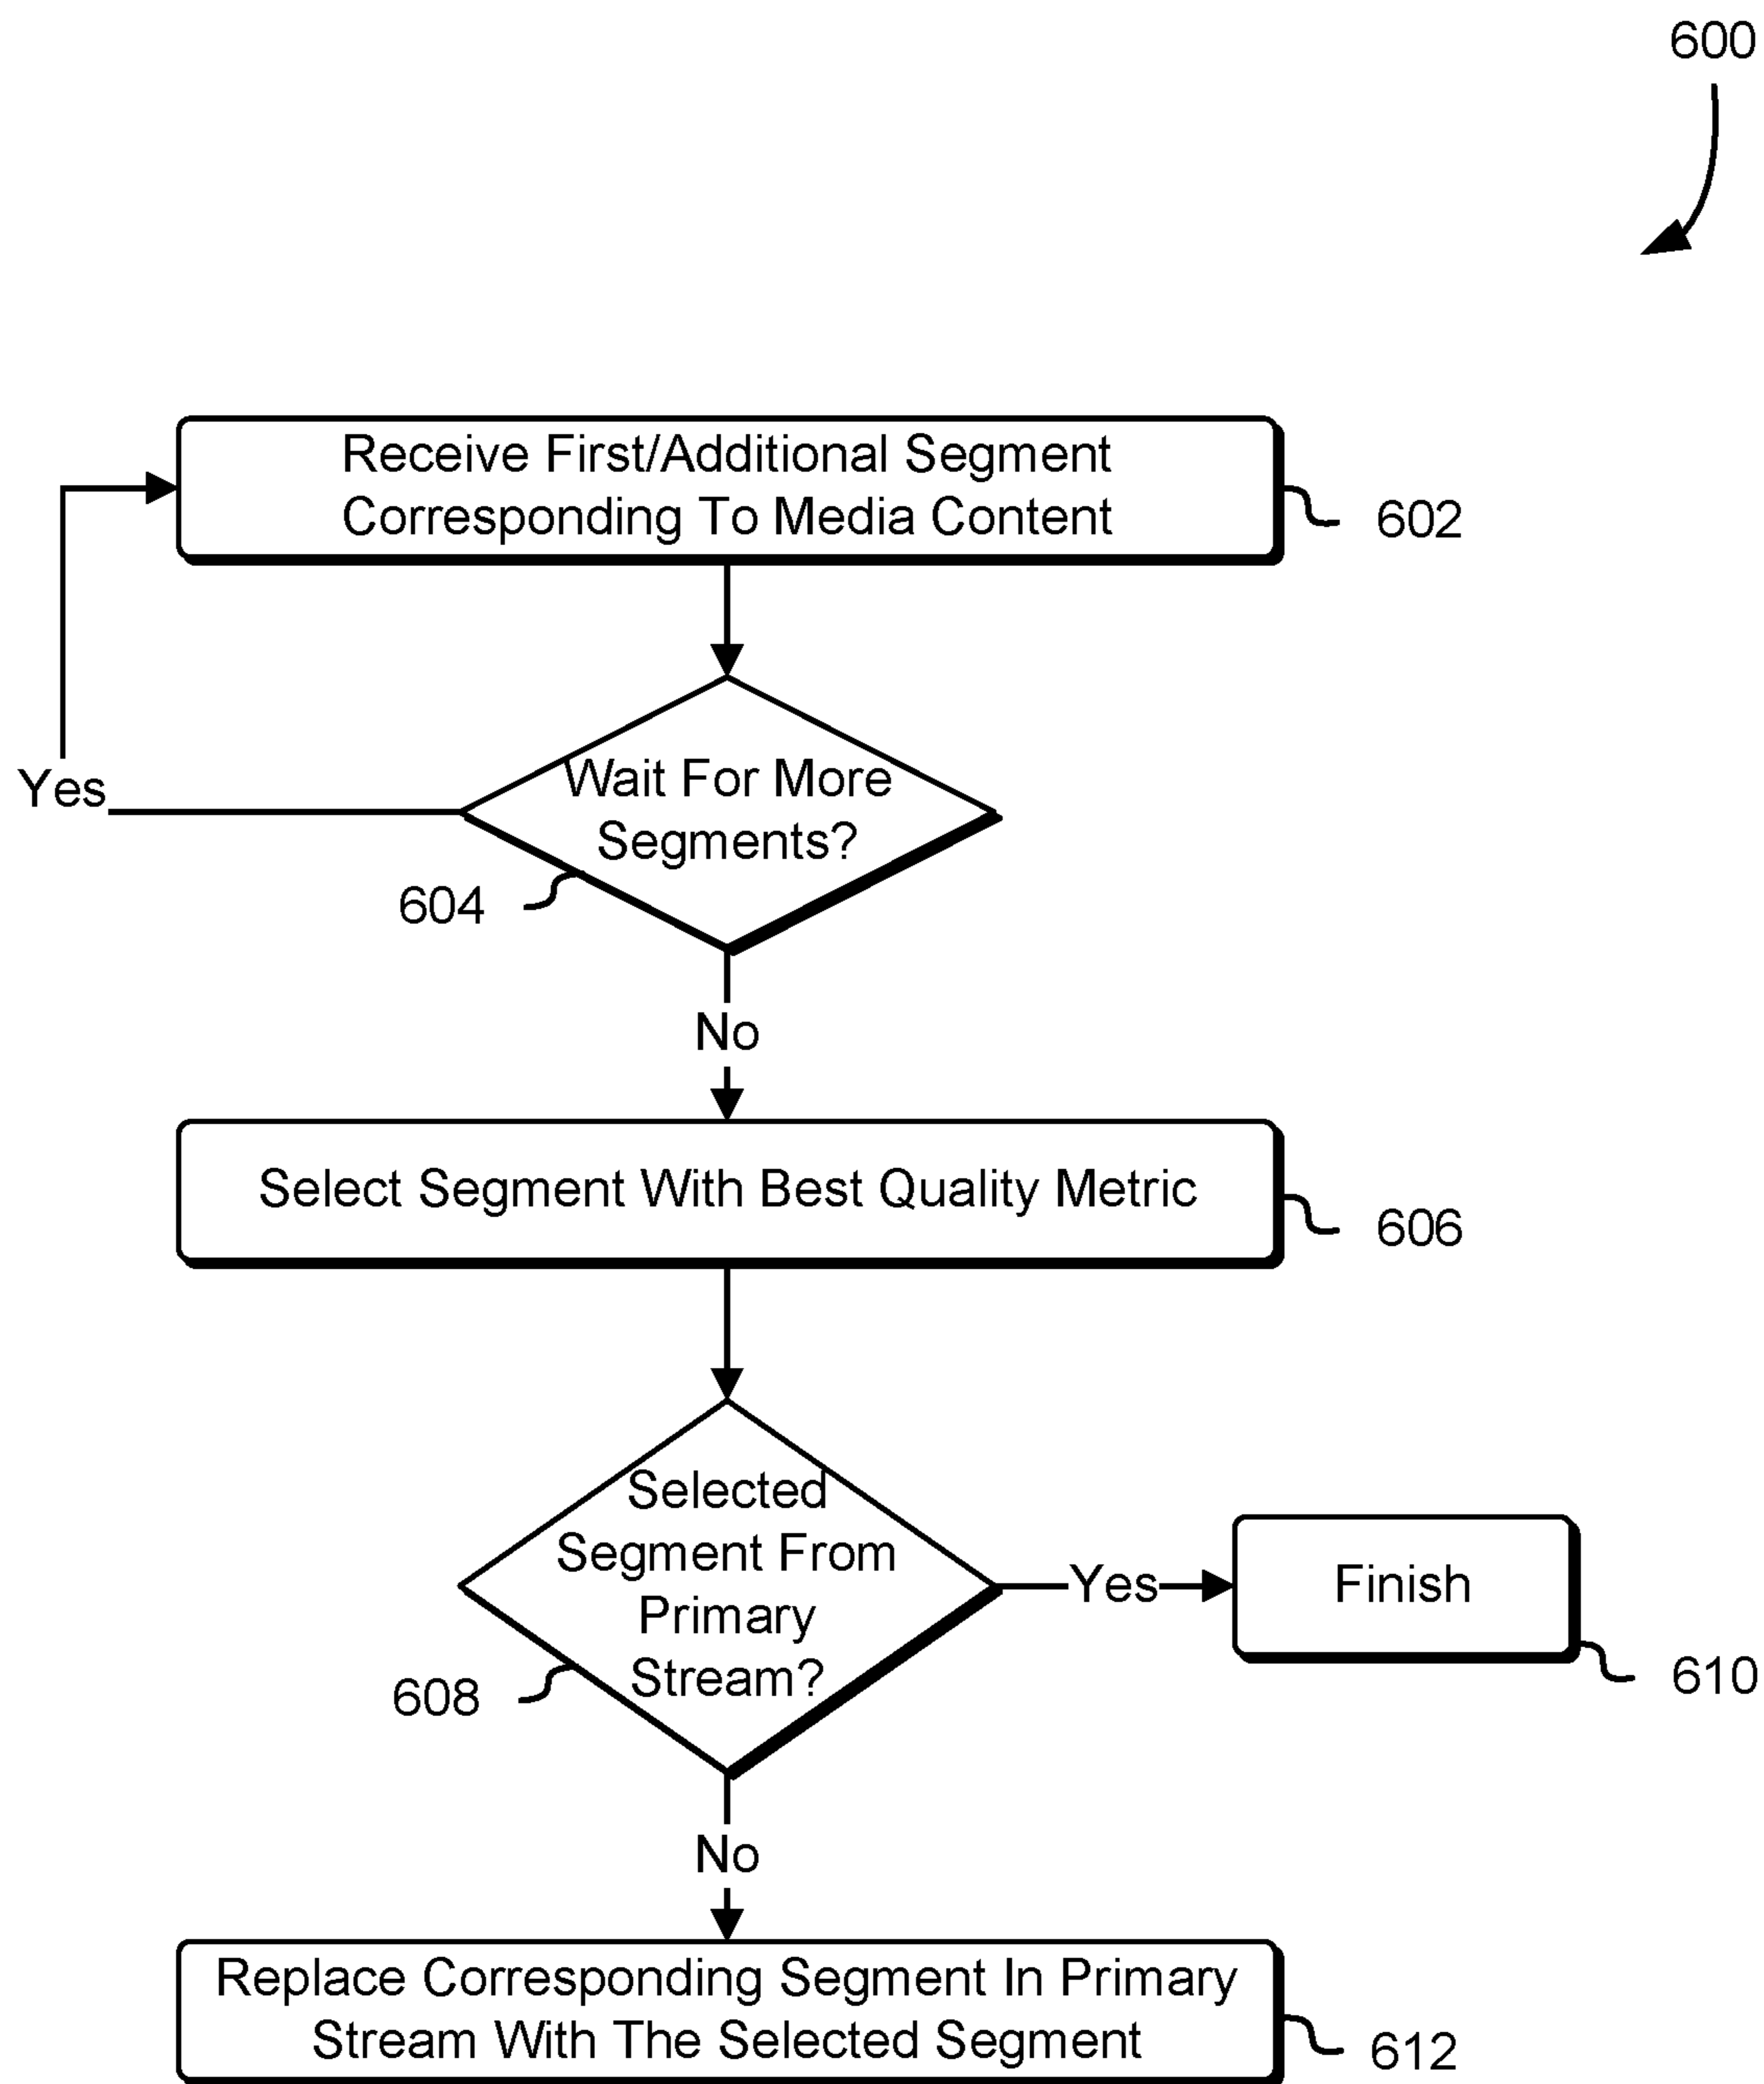 600
Receive First/Additional Segment
Corresponding To Media Content
602
Wait For More
Segments?
Yes
604
No
Select Segment With Best Quality Metric
606
Selected
Segment From
Primary
Stream?
Yes
Finish
608
610
No
Replace Corresponding Segment In Primary
Stream With The Selected Segment
612